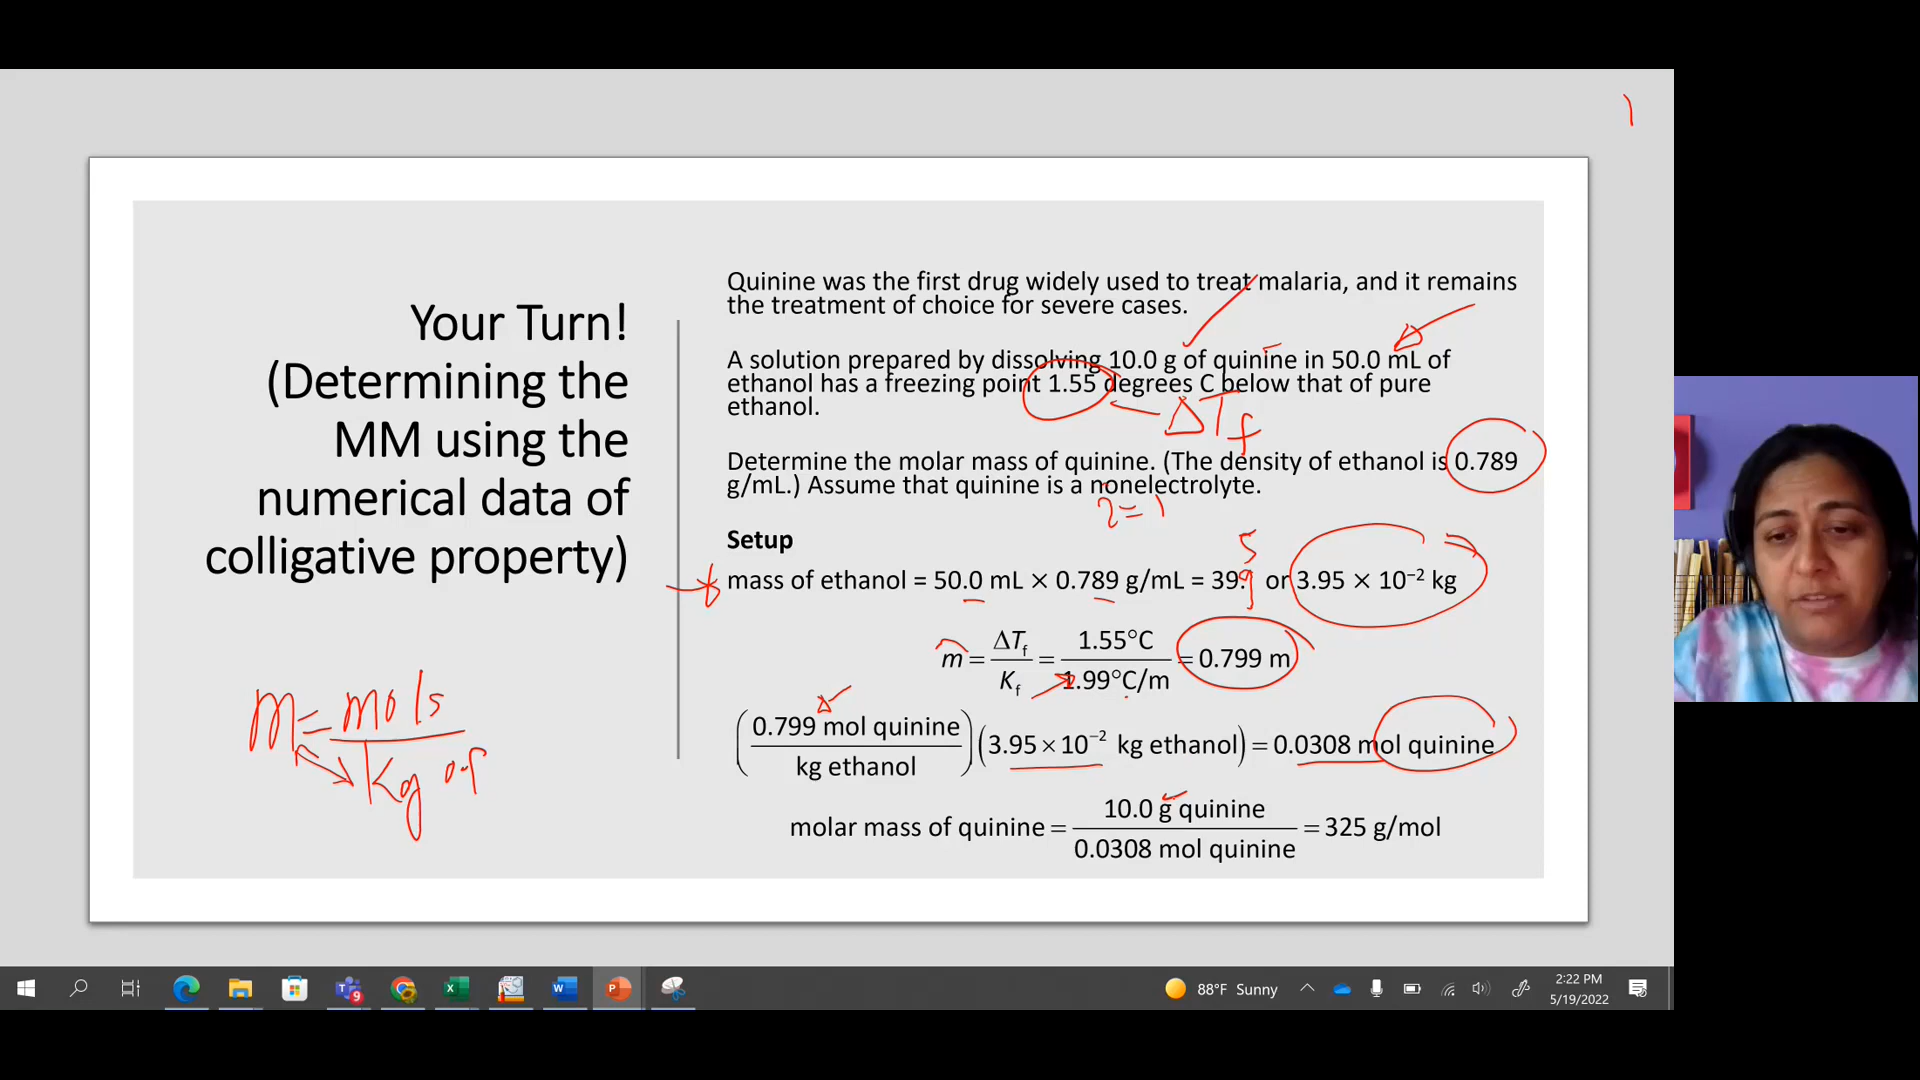 Your Turn!
(Determining the
MM using the
numerical data of
colligative property)
m = mols
Kg of
Quinine was the first drug widely used to treat malaria, and it remains
the treatment of choice for severe cases.
A solution prepared by dissolving 10.0 g of quinine in 50.0 mL of
ethanol has a freezing point 1.55 degrees C below that of pure
ethanol.
ΔTf
Determine the molar mass of quinine. (The density of ethanol is 0.789
g/mL.) Assume that quinine is a nonelectrolyte.
= 1
Setup
5
mass of ethanol = 50.0 mL × 0.789 g/mL = 39.g or 3.95 × 10⁻² kg
m = ΔTf / Kf = 1.55°C / 1.99°C/m = 0.799 m
(0.799 mol quinine / kg ethanol) (3.95×10⁻² kg ethanol) = 0.0308 mol quinine
molar mass of quinine = 10.0 g quinine / 0.0308 mol quinine = 325 g/mol
9
88°F Sunny
2:22 PM
5/19/2022